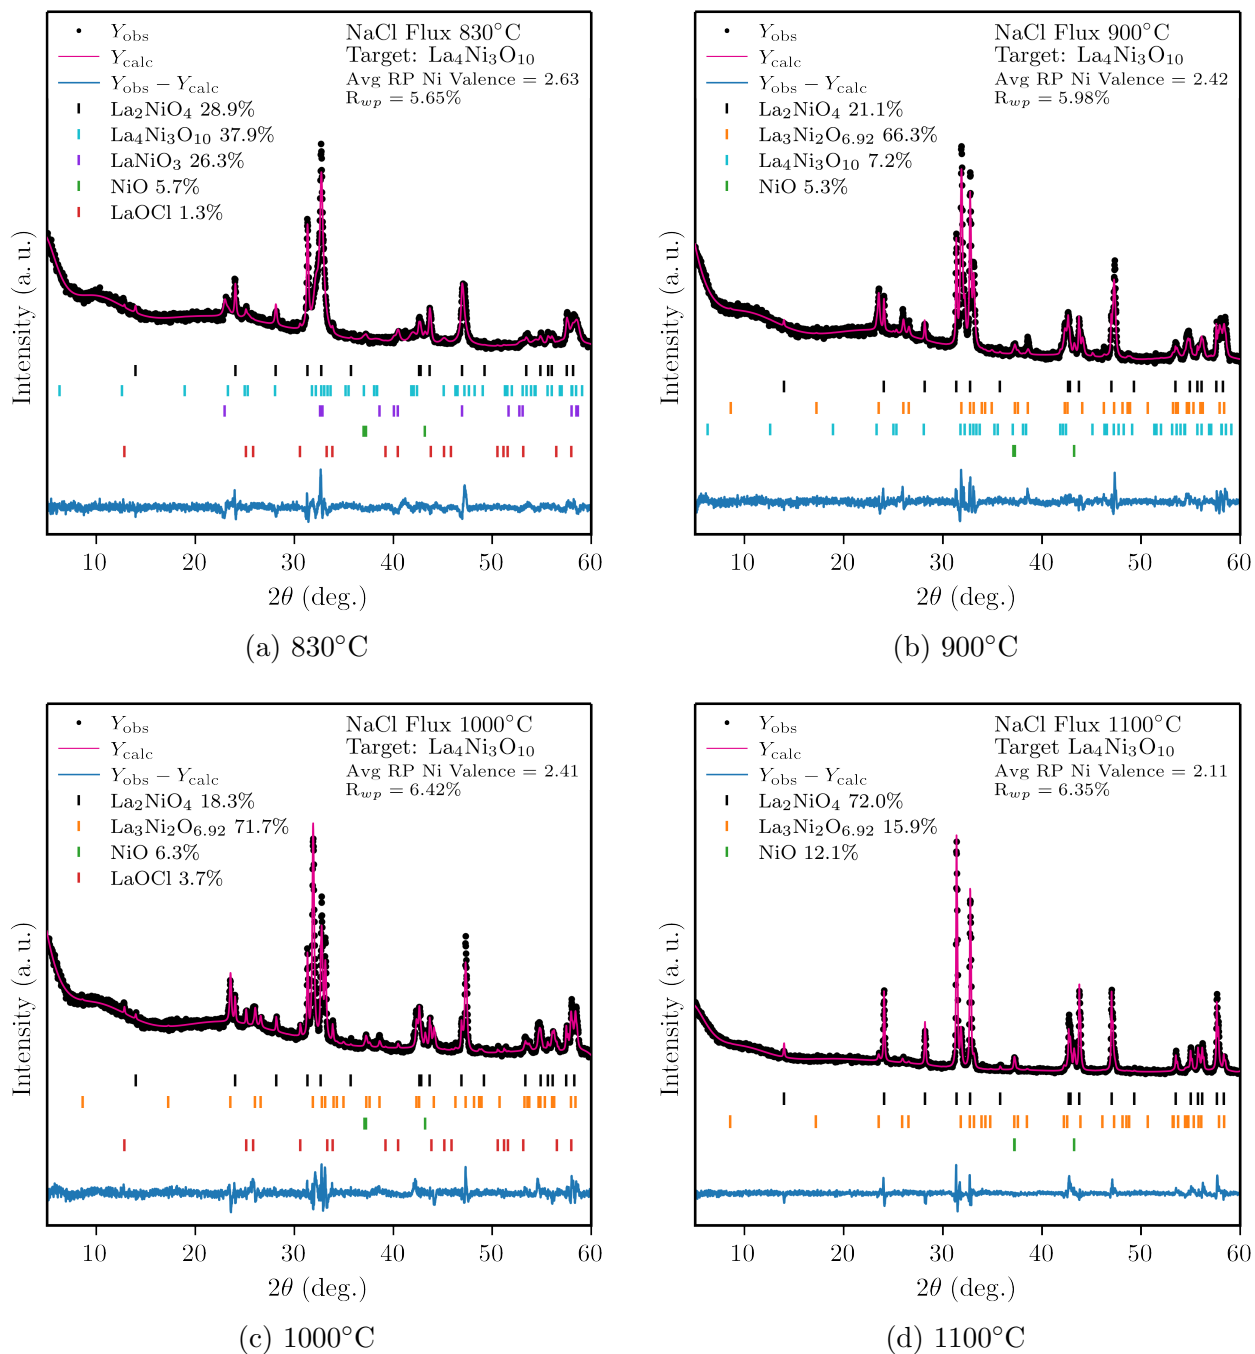 Y_obs
Y_calc
Y_obs − Y_calc
La₂NiO₄ 28.9%
La₄Ni₃O₁₀ 37.9%
LaNiO₃ 26.3%
NiO 5.7%
LaOCl 1.3%
NaCl Flux 830°C
Target: La₄Ni₃O₁₀
Avg RP Ni Valence = 2.63
R_wp = 5.65%
Intensity (a. u.)
10 20 30 40 50 60
2θ (deg.)
(a) 830°C
Y_obs
Y_calc
Y_obs − Y_calc
La₂NiO₄ 21.1%
La₃Ni₂O₆.₉₂ 66.3%
La₄Ni₃O₁₀ 7.2%
NiO 5.3%
NaCl Flux 900°C
Target: La₄Ni₃O₁₀
Avg RP Ni Valence = 2.42
R_wp = 5.98%
Intensity (a. u.)
10 20 30 40 50 60
2θ (deg.)
(b) 900°C
Y_obs
Y_calc
Y_obs − Y_calc
La₂NiO₄ 18.3%
La₃Ni₂O₆.₉₂ 71.7%
NiO 6.3%
LaOCl 3.7%
NaCl Flux 1000°C
Target: La₄Ni₃O₁₀
Avg RP Ni Valence = 2.41
R_wp = 6.42%
Intensity (a. u.)
10 20 30 40 50 60
2θ (deg.)
(c) 1000°C
Y_obs
Y_calc
Y_obs − Y_calc
La₂NiO₄ 72.0%
La₃Ni₂O₆.₉₂ 15.9%
NiO 12.1%
NaCl Flux 1100°C
Target La₄Ni₃O₁₀
Avg RP Ni Valence = 2.11
R_wp = 6.35%
Intensity (a. u.)
10 20 30 40 50 60
2θ (deg.)
(d) 1100°C